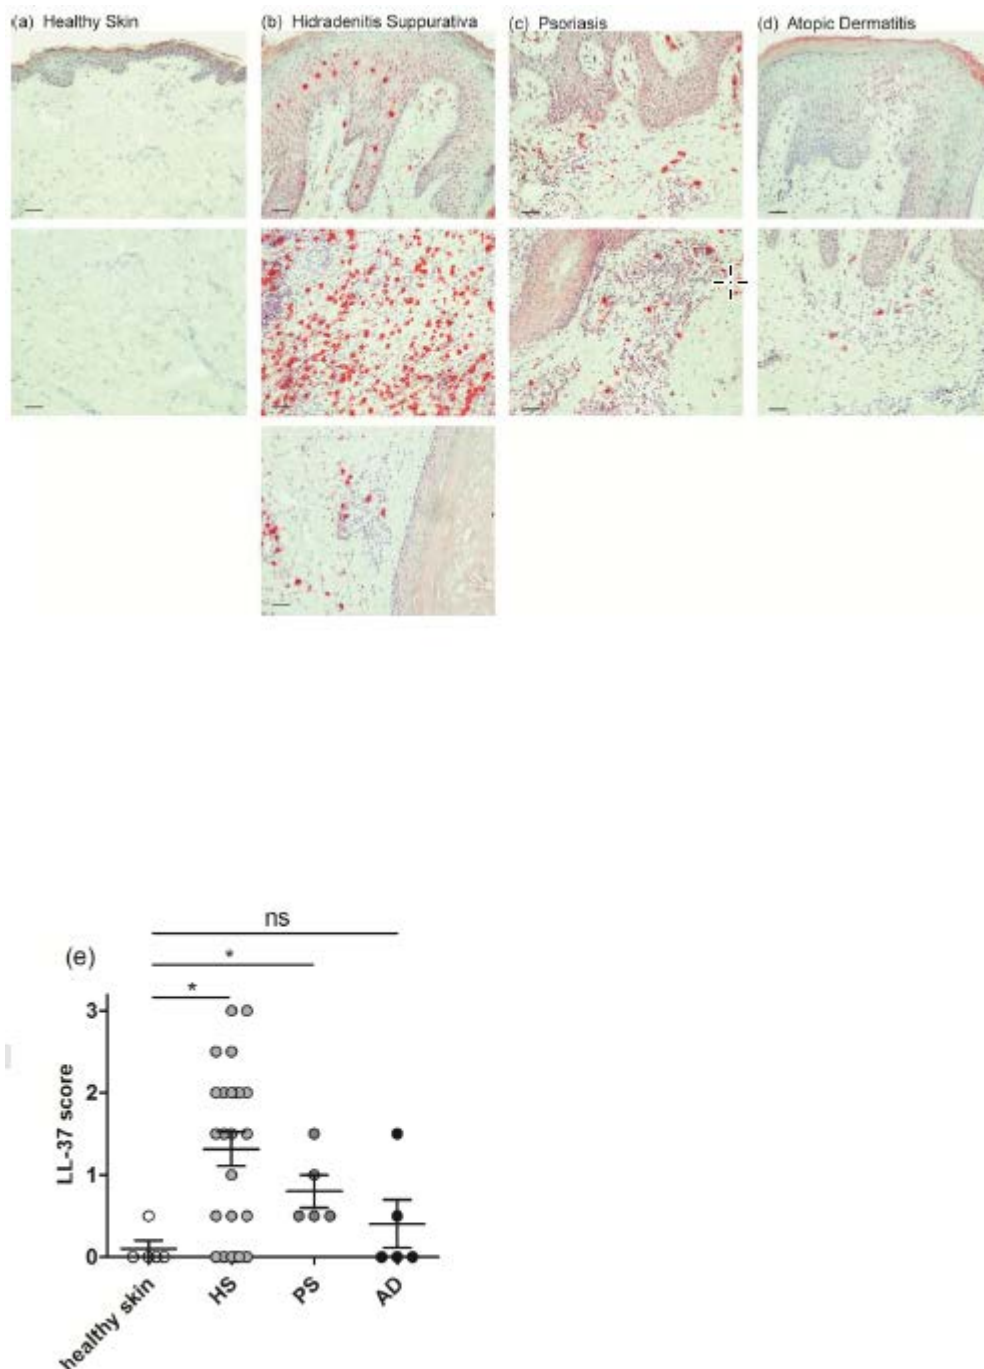 (a) Healthy Skin
(b) Hidradenitis Suppurativa
(c) Psoriasis
(d) Atopic Dermatitis
(e)
ns
*
*
LL-37 score
3
2
1
0
healthy skin
HS
PS
AD